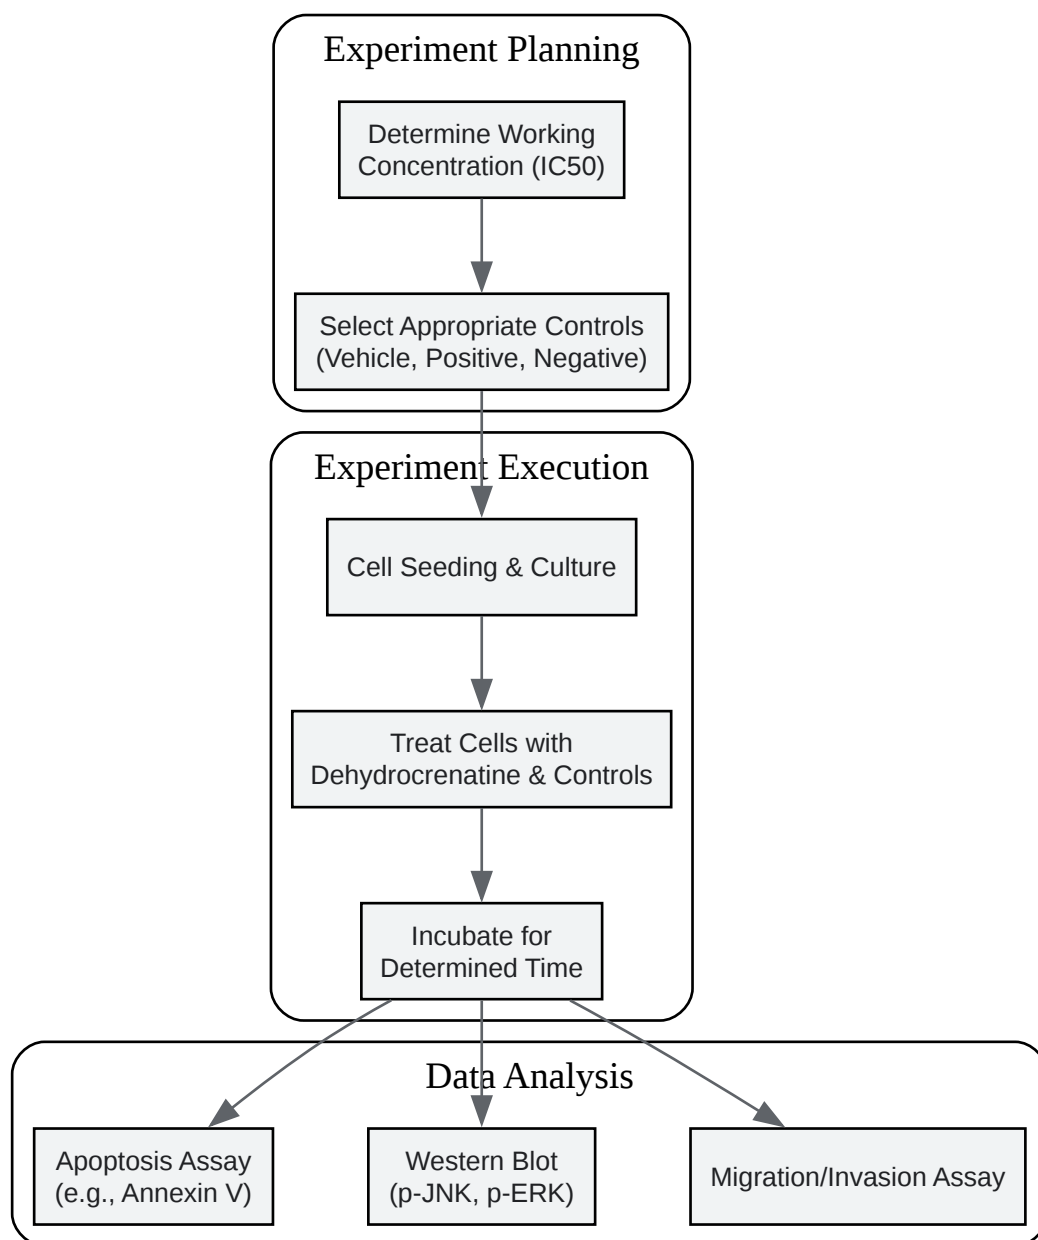 Experiment Planning
Determine Working
Concentration (IC50)
Select Appropriate Controls
(Vehicle, Positive, Negative)
Experiment Execution
Cell Seeding & Culture
Treat Cells with
Dehydrocrenatine & Controls
Incubate for
Determined Time
Data Analysis
Apoptosis Assay
(e.g., Annexin V)
Western Blot
(p-JNK, p-ERK)
Migration/Invasion Assay